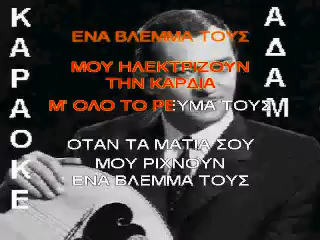 ΚΑΡΑΟΚΕ
ΑΔΑΜ
ΕΝΑ ΒΛΕΜΜΑ ΤΟΥΣ
ΜΟΥ ΗΛΕΚΤΡΙΖΟΥΝ
ΤΗΝ ΚΑΡΔΙΑ
Μ' ΟΛΟ ΤΟ ΡΕΥΜΑ ΤΟΥΣ
ΟΤΑΝ ΤΑ ΜΑΤΙΑ ΣΟΥ
ΜΟΥ ΡΙΧΝΟΥΝ
ΕΝΑ ΒΛΕΜΜΑ ΤΟΥΣ